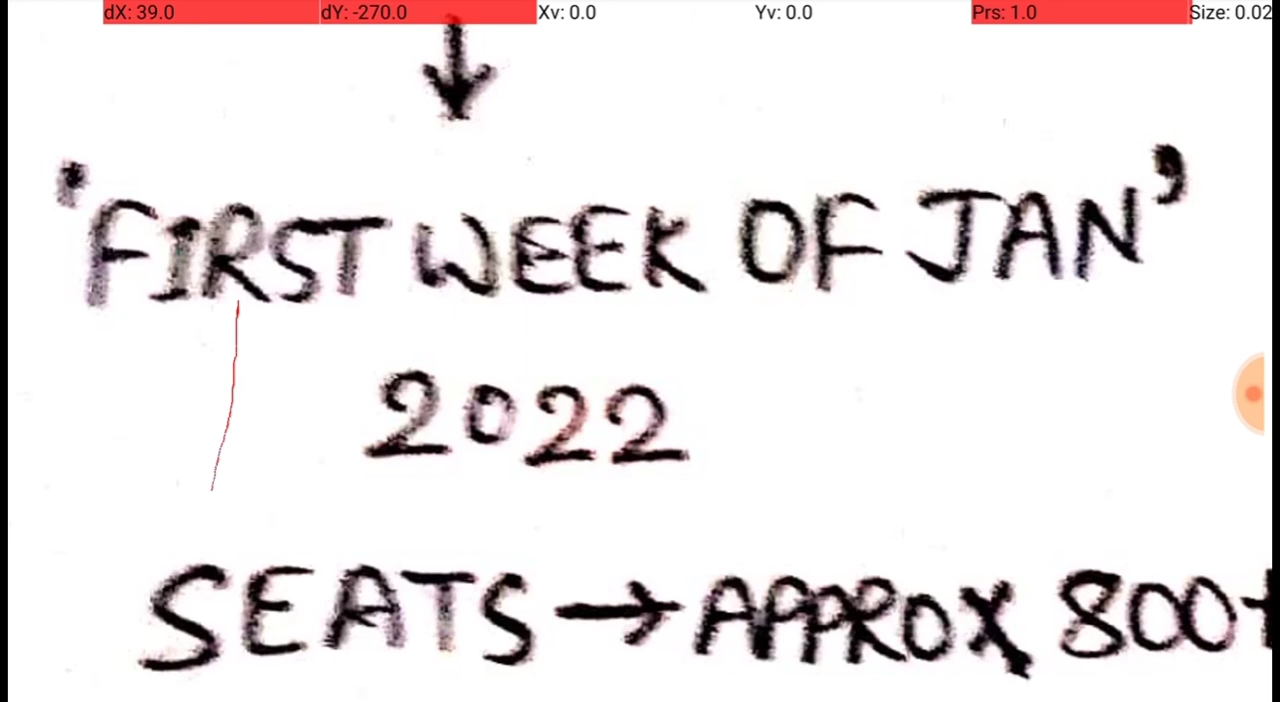 dX: 39.0 dY: -270.0 Xv: 0.0 Yv: 0.0 Prs: 1.0 Size: 0.02
'FIRST WEEK OF JAN'
2022
SEATS → APPROX 800+